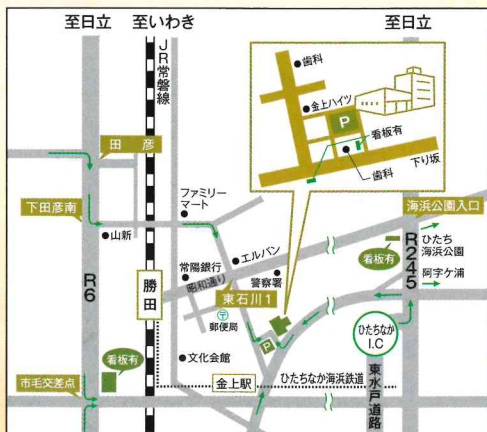 至日立
至いわき
至日立
JR常磐線
歯科
金上ハイツ
P
看板有
歯科
下り坂
田彦
下田彦南
ファミリー
マート
山新
エルバン
常陽銀行
昭和通り
警察署
海浜公園入口
R245
ひたち
海浜公園
看板有
阿字ケ浦
R6
勝田
東石川1
〒
郵便局
P
ひたちなか
I.C
看板有
文化会館
市毛交差点
金上駅
ひたちなか海浜鉄道
東水戸道路